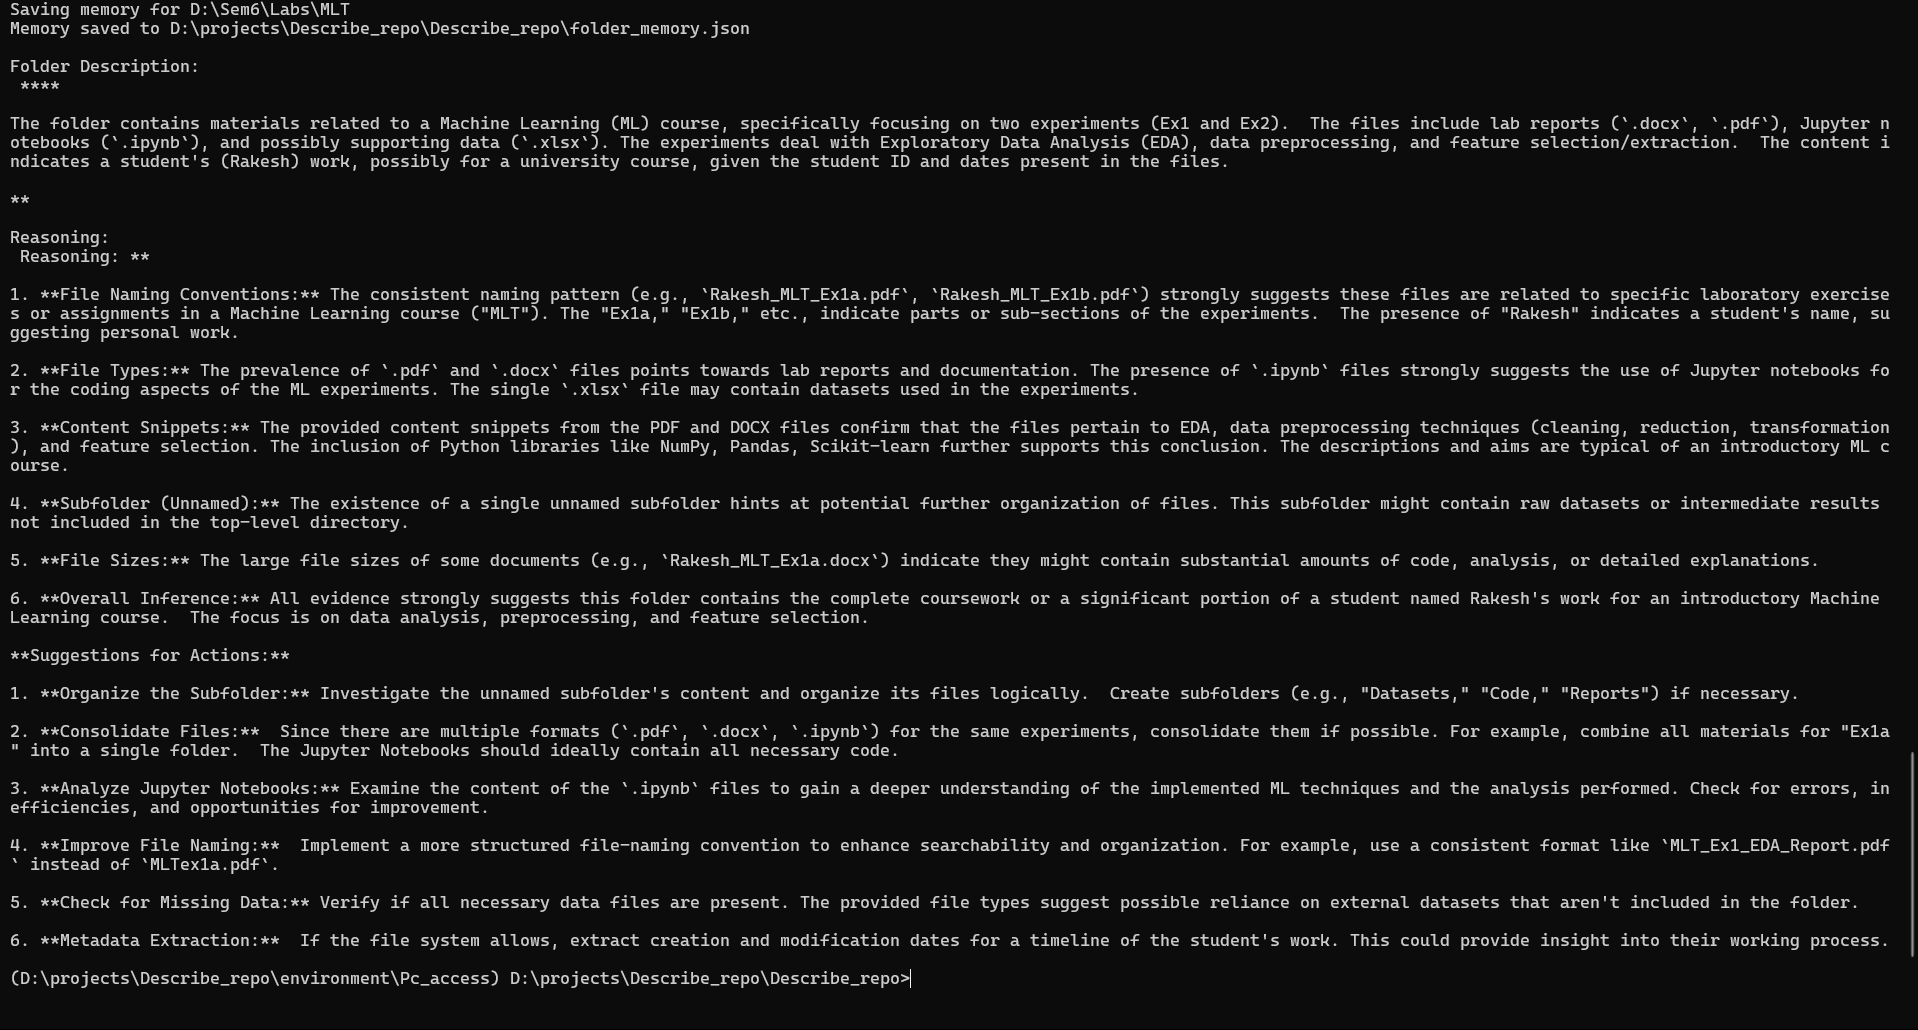 Saving memory for D:\Sem6\Labs\MLT
Memory saved to D:\projects\Describe_repo\Describe_repo\folder_memory.json
Folder Description:
 ****
The folder contains materials related to a Machine Learning (ML) course, specifically focusing on two experiments (Ex1 and Ex2).  The files include lab reports (`.docx`, `.pdf`), Jupyter n
otebooks (`.ipynb`), and possibly supporting data (`.xlsx`). The experiments deal with Exploratory Data Analysis (EDA), data preprocessing, and feature selection/extraction.  The content i
ndicates a student's (Rakesh) work, possibly for a university course, given the student ID and dates present in the files.
**
Reasoning:
 Reasoning: **
1. **File Naming Conventions:** The consistent naming pattern (e.g., `Rakesh_MLT_Ex1a.pdf`, `Rakesh_MLT_Ex1b.pdf`) strongly suggests these files are related to specific laboratory exercise
s or assignments in a Machine Learning course ("MLT"). The "Ex1a," "Ex1b," etc., indicate parts or sub-sections of the experiments.  The presence of "Rakesh" indicates a student's name, su
ggesting personal work.
2. **File Types:** The prevalence of `.pdf` and `.docx` files points towards lab reports and documentation. The presence of `.ipynb` files strongly suggests the use of Jupyter notebooks fo
r the coding aspects of the ML experiments. The single `.xlsx` file may contain datasets used in the experiments.
3. **Content Snippets:** The provided content snippets from the PDF and DOCX files confirm that the files pertain to EDA, data preprocessing techniques (cleaning, reduction, transformation
), and feature selection. The inclusion of Python libraries like NumPy, Pandas, Scikit-learn further supports this conclusion. The descriptions and aims are typical of an introductory ML c
ourse.
4. **Subfolder (Unnamed):** The existence of a single unnamed subfolder hints at potential further organization of files. This subfolder might contain raw datasets or intermediate results
not included in the top-level directory.
5. **File Sizes:** The large file sizes of some documents (e.g., `Rakesh_MLT_Ex1a.docx`) indicate they might contain substantial amounts of code, analysis, or detailed explanations.
6. **Overall Inference:** All evidence strongly suggests this folder contains the complete coursework or a significant portion of a student named Rakesh's work for an introductory Machine
Learning course.  The focus is on data analysis, preprocessing, and feature selection.
**Suggestions for Actions:**
1. **Organize the Subfolder:** Investigate the unnamed subfolder's content and organize its files logically.  Create subfolders (e.g., "Datasets," "Code," "Reports") if necessary.
2. **Consolidate Files:**  Since there are multiple formats (`.pdf`, `.docx`, `.ipynb`) for the same experiments, consolidate them if possible. For example, combine all materials for "Ex1a
" into a single folder.  The Jupyter Notebooks should ideally contain all necessary code.
3. **Analyze Jupyter Notebooks:** Examine the content of the `.ipynb` files to gain a deeper understanding of the implemented ML techniques and the analysis performed. Check for errors, in
efficiencies, and opportunities for improvement.
4. **Improve File Naming:**  Implement a more structured file-naming convention to enhance searchability and organization. For example, use a consistent format like `MLT_Ex1_EDA_Report.pdf
` instead of `MLTex1a.pdf`.
5. **Check for Missing Data:** Verify if all necessary data files are present. The provided file types suggest possible reliance on external datasets that aren't included in the folder.
6. **Metadata Extraction:**  If the file system allows, extract creation and modification dates for a timeline of the student's work. This could provide insight into their working process.
(D:\projects\Describe_repo\environment\Pc_access) D:\projects\Describe_repo\Describe_repo>